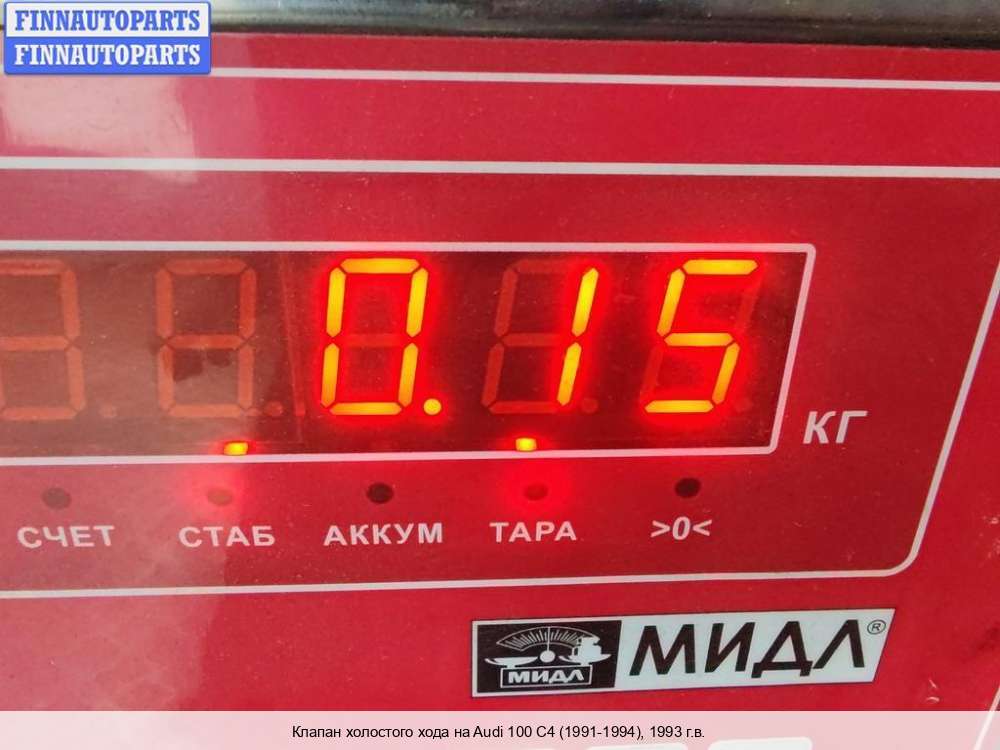 FINNAUTOPARTS
FINNAUTOPARTS
0.15
КГ
СЧЕТ СТАБ АККУМ ТАРА >0<
МИДЛ МИДЛ®
Клапан холостого хода на Audi 100 C4 (1991-1994), 1993 г.в.